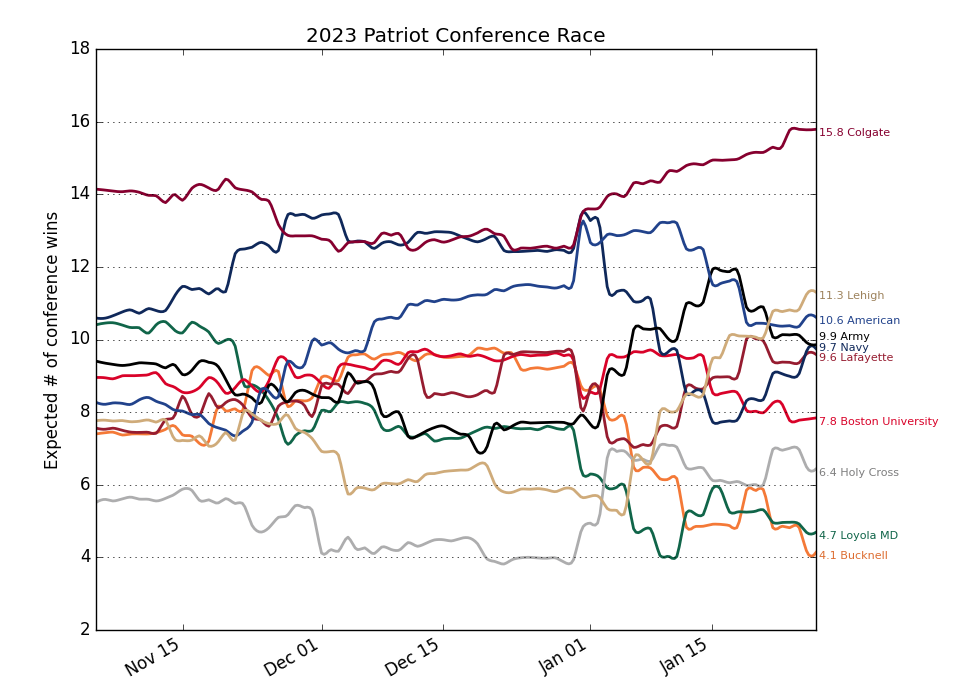 2023 Patriot Conference Race
Expected # of conference wins
18
16
14
12
10
8
6
4
2
Nov 15
Dec 01
Dec 15
Jan 01
Jan 15
15.8 Colgate
11.3 Lehigh
10.6 American
9.9 Army
9.7 Navy
9.6 Lafayette
7.8 Boston University
6.4 Holy Cross
4.7 Loyola MD
4.1 Bucknell